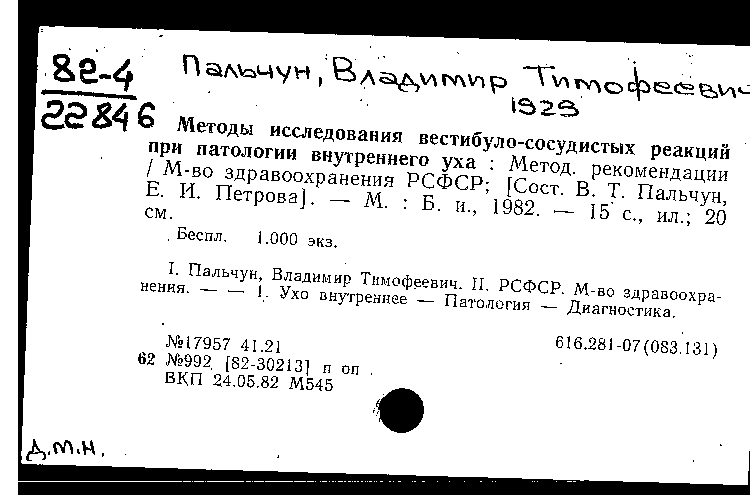 82-4
22846
Пальчун, Владимир Тимофеевич
1929
Методы исследования вестибуло-сосудистых реакций
при патологии внутреннего уха : Метод. рекомендации
/ М-во здравоохранения РСФСР; [Сост. В. Т. Пальчун,
Е. И. Петрова]. — М. : Б. и., 1982. — 15 с., ил.; 20
см.
Беспл. 1.000 экз.
I. Пальчун, Владимир Тимофеевич. II. РСФСР. М-во здравоохра-
нения. — — 1. Ухо внутреннее — Патология — Диагностика.
№17957 41.21 616.281-07(083.131)
62 №992 [82-30213] п оп
ВКП 24.05.82 М545
Д.М.Н.